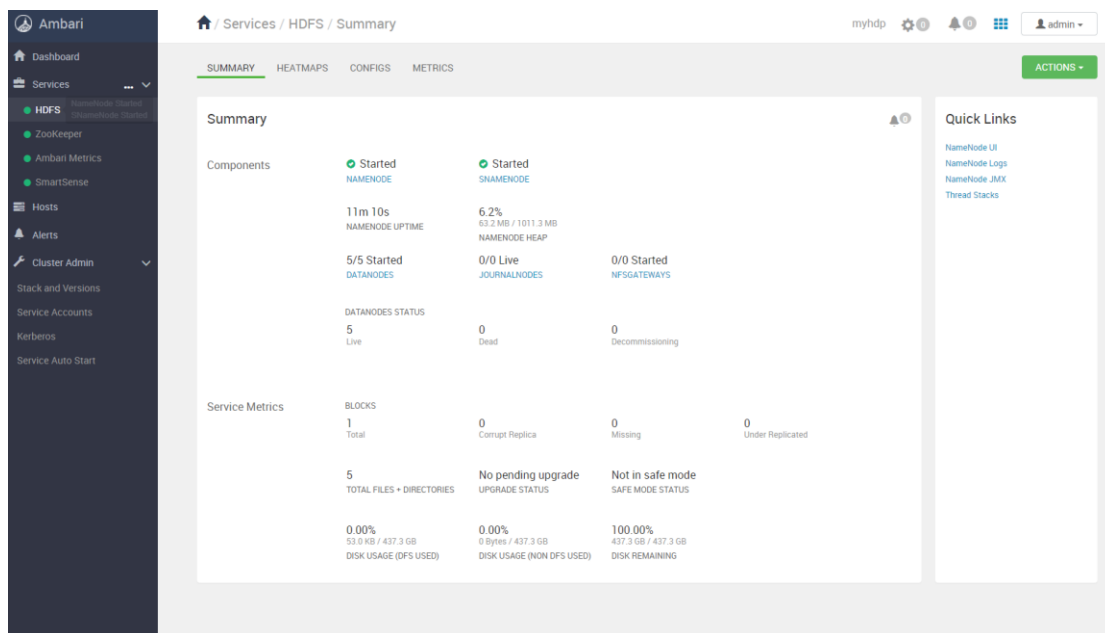 Ambari
/ Services / HDFS / Summary
myhdp
0
0
admin
Dashboard
Services
...
HDFS
NameNode Started
SNameNode Started
ZooKeeper
Ambari Metrics
SmartSense
Hosts
Alerts
Cluster Admin
Stack and Versions
Service Accounts
Kerberos
Service Auto Start
SUMMARY HEATMAPS CONFIGS METRICS
ACTIONS
Summary
0
Components
Started Started
NAMENODE SNAMENODE
11m 10s 6.2%
NAMENODE UPTIME 63.2 MB / 1011.3 MB
NAMENODE HEAP
5/5 Started 0/0 Live 0/0 Started
DATANODES JOURNALNODES NFSGATEWAYS
DATANODES STATUS
5 0 0
Live Dead Decommissioning
Service Metrics
BLOCKS
1 0 0 0
Total Corrupt Replica Missing Under Replicated
5 No pending upgrade Not in safe mode
TOTAL FILES + DIRECTORIES UPGRADE STATUS SAFE MODE STATUS
0.00% 0.00% 100.00%
53.0 KB / 437.3 GB 0 Bytes / 437.3 GB 437.3 GB / 437.3 GB
DISK USAGE (DFS USED) DISK USAGE (NON DFS USED) DISK REMAINING
Quick Links
NameNode UI
NameNode Logs
NameNode JMX
Thread Stacks